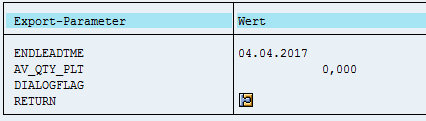 Export-Parameter Wert
ENDLEADTME 04.04.2017
AV_QTY_PLT 0,000
DIALOGFLAG
RETURN